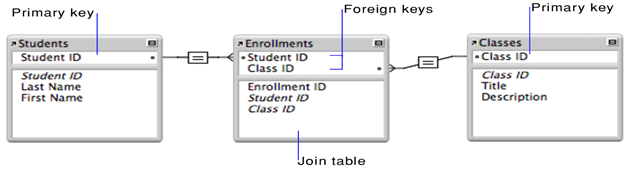 Primary key
Foreign keys
Primary key
Students
Student ID
Student ID
Last Name
First Name
Enrollments
Student ID
Class ID
Enrollment ID
Student ID
Class ID
Classes
Class ID
Class ID
Title
Description
Join table